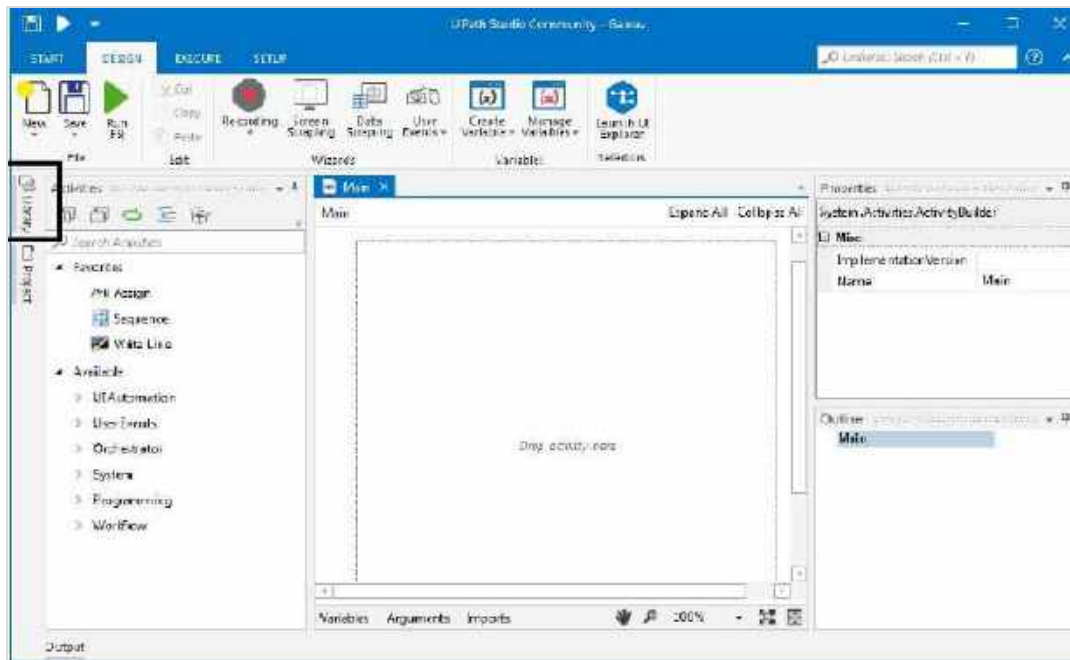 UiPath Studio Community -
START DESIGN EXECUTE SETUP
New Save Run
F5
Cut
Copy
Paste
Recording Screen
Scraping Data
Scraping User
Events Create
Variable Manage
Variables Launch UI
Explorer
File Edit Wizards Variables Selectors
Library
Project
Activities
Search Activities
Favorites
Assign
Sequence
Write Line
Available
UIAutomation
User Events
Orchestrator
System
Programming
Workflow
Main
Main Expand All Collapse All
Drop activity here
Variables Arguments Imports 100%
Properties
System.Activities.ActivityBuilder
Misc
ImplementationVersion
Name Main
Outline
Main
Output